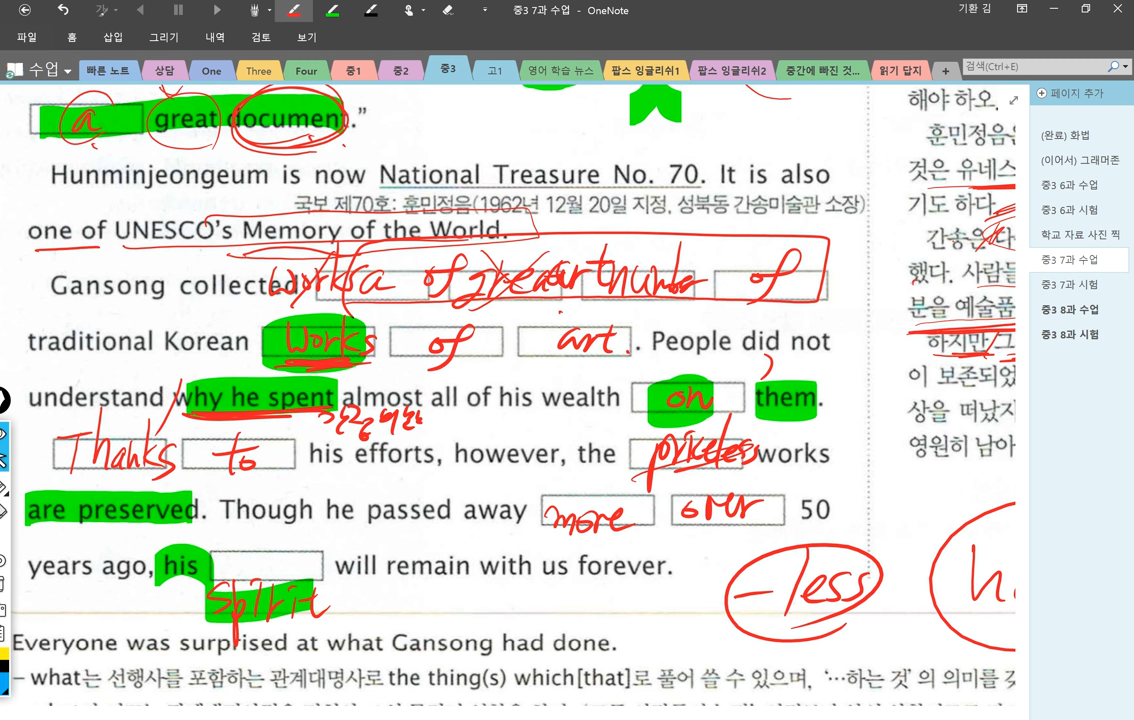 중3 7과 수업 - OneNote
기환 김
파일 홈 삽입 그리기 내역 검토 보기
수업 빠른 노트 상담 One Three Four 중1 중2 중3 고1 영어 학습 뉴스 팝스 잉글리쉬1 팝스 잉글리쉬2 중간에 빠진 것... 읽기 답지 + 검색(Ctrl+E)
페이지 추가
(완료) 화법
(이어서) 그래머존
중3 6과 수업
중3 6과 시험
학교 자료 사진 찍
중3 7과 수업
중3 7과 시험
중3 8과 수업
중3 8과 시험
a great document."
Hunminjeongeum is now National Treasure No. 70. It is also
국보 제70호: 훈민정음(1962년 12월 20일 지정, 성북동 간송미술관 소장)
one of UNESCO's Memory of the World.
Gansong collected works a of great art number of
traditional Korean works of art. People did not
understand why he spent almost all of his wealth on them.
간접의문문
Thanks to his efforts, however, the priceless works
are preserved. Though he passed away more over 50
years ago, his will remain with us forever.
spirit
-less
h
Everyone was surprised at what Gansong had done.
- what는 선행사를 포함하는 관계대명사로 the thing(s) which[that]로 풀어 쓸 수 있으며, '…하는 것'의 의미를
해야 하오.
훈민정음
것은 유네스
기도 하다.
간송은 다
했다. 사람들
분을 예술품
하지만 그
이 보존되었
상을 떠났지
영원히 남아